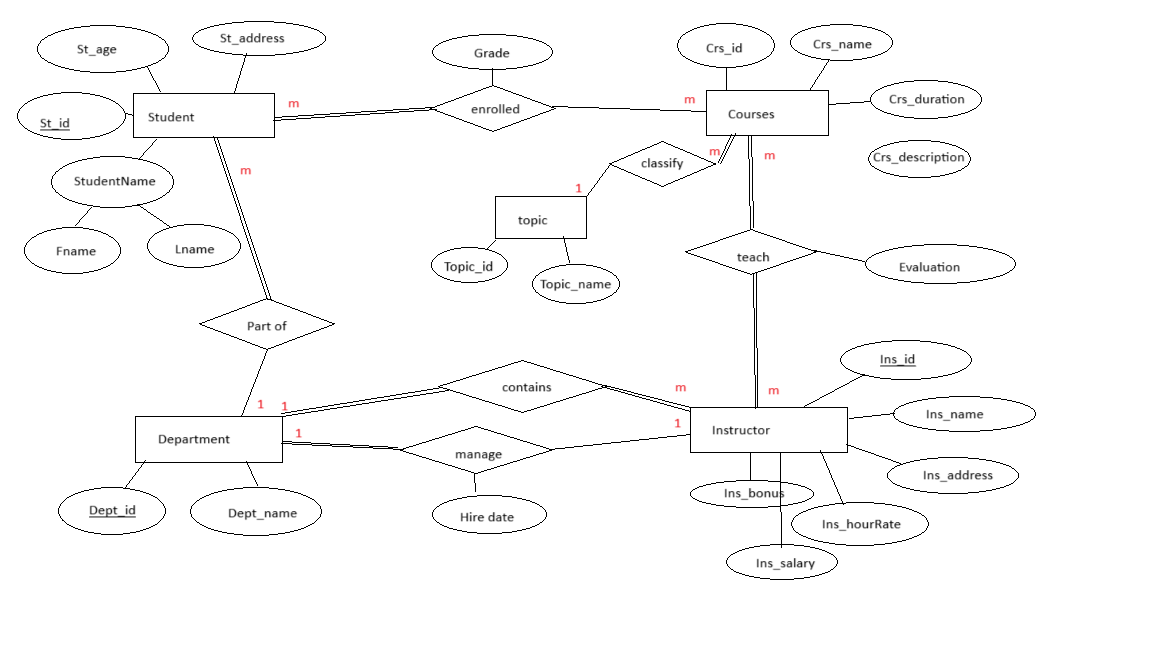 St_age
St_address
Grade
Crs_id
Crs_name
St_id
Student
m
enrolled
m
Courses
Crs_duration
StudentName
m
classify
m
m
Crs_description
1
topic
Fname
Lname
Topic_id
Topic_name
teach
Evaluation
Part of
Ins_id
contains
m
m
1
1
Ins_name
Department
1
manage
1
Instructor
Ins_address
Dept_id
Dept_name
Hire date
Ins_bonus
Ins_hourRate
Ins_salary